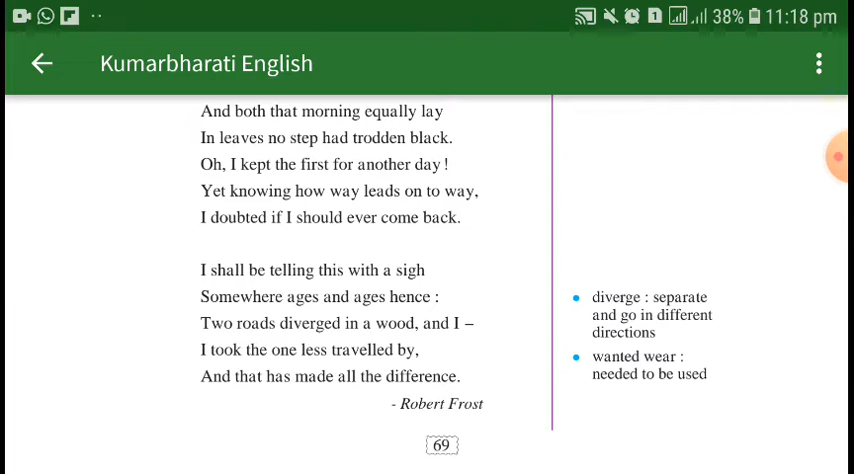 38% 11:18 pm
Kumarbharati English
And both that morning equally lay
In leaves no step had trodden black.
Oh, I kept the first for another day !
Yet knowing how way leads on to way,
I doubted if I should ever come back.
I shall be telling this with a sigh
Somewhere ages and ages hence :
Two roads diverged in a wood, and I –
I took the one less travelled by,
And that has made all the difference.
- Robert Frost
• diverge : separate
and go in different
directions
• wanted wear :
needed to be used
69